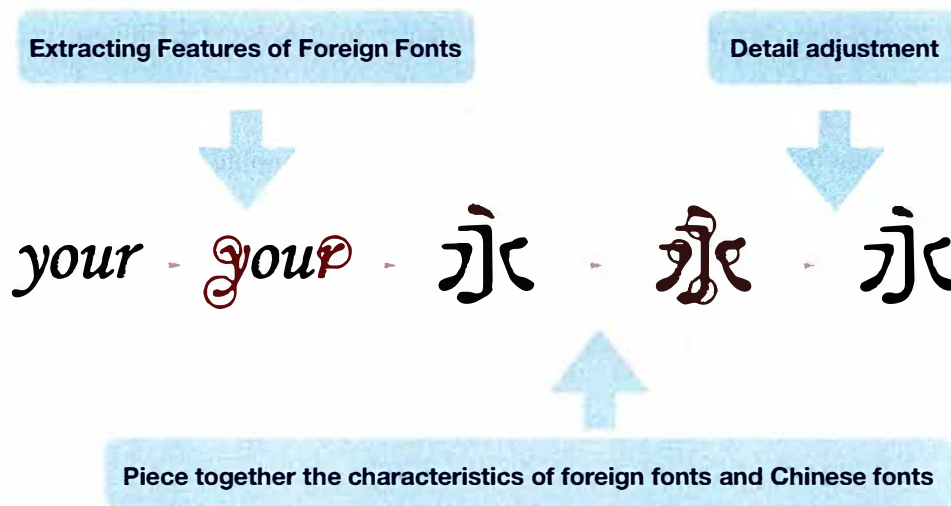 Extracting Features of Foreign Fonts
Detail adjustment
your your 永 永 永
Piece together the characteristics of foreign fonts and Chinese fonts